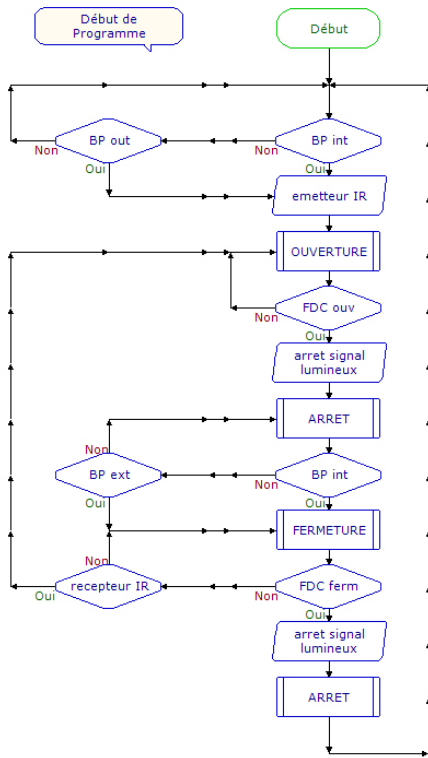 Début de
Programme
Début
BP out
BP int
Non
Non
Oui
Oui
emetteur IR
OUVERTURE
FDC ouv
Non
Oui
arret signal
lumineux
ARRET
Non
BP ext
BP int
Non
Oui
Oui
FERMETURE
Non
recepteur IR
FDC ferm
Oui
Non
Oui
arret signal
lumineux
ARRET